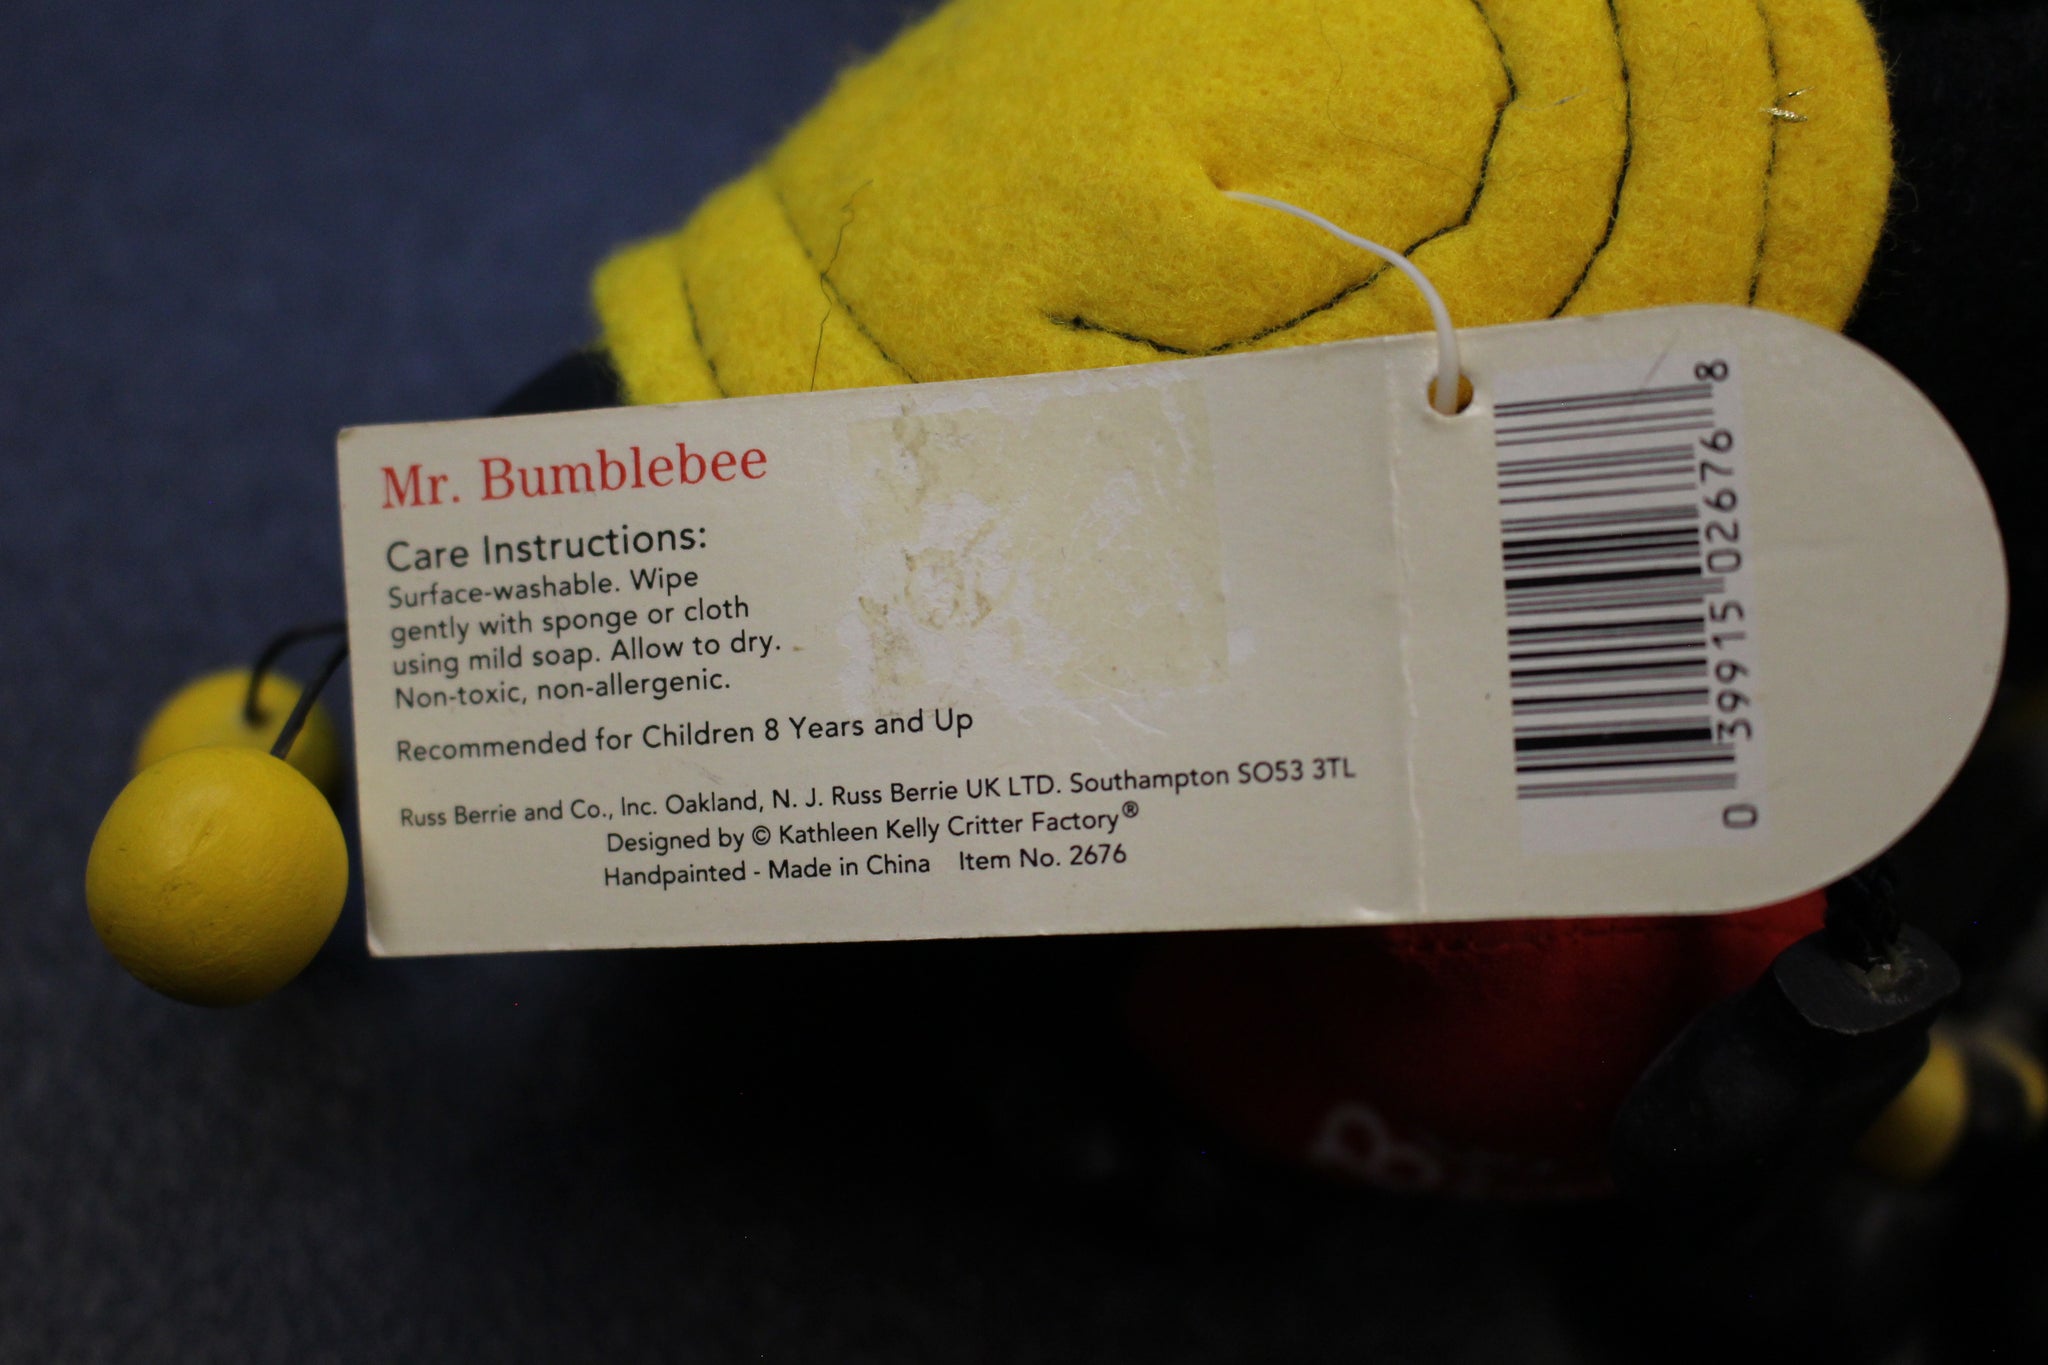 Mr. Bumblebee
Care Instructions:
Surface-washable. Wipe
gently with sponge or cloth
using mild soap. Allow to dry.
Non-toxic, non-allergenic.
Recommended for Children 8 Years and Up
Russ Berrie and Co., Inc. Oakland, N. J. Russ Berrie UK LTD. Southampton SO53 3TL
Designed by © Kathleen Kelly Critter Factory®
Handpainted - Made in China Item No. 2676
0 39915 02676 8
B